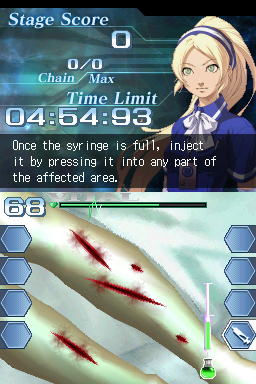 Stage Score
0
0/0
Chain / Max
Time Limit
04:54:93
Once the syringe is full, inject
it by pressing it into any part of
the affected area.
68